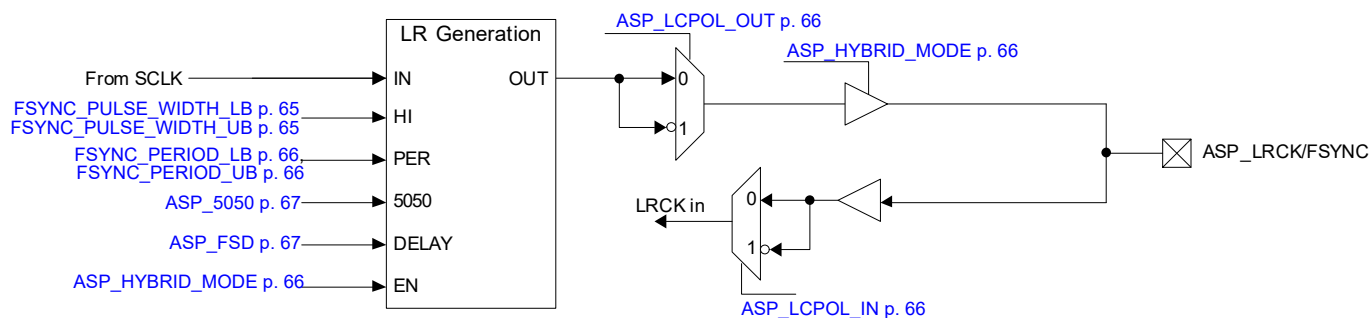 ASP_LCPOL_OUT p. 66
LR Generation
ASP_HYBRID_MODE p. 66
From SCLK
IN
OUT
0
1
FSYNC_PULSE_WIDTH_LB p. 65
FSYNC_PULSE_WIDTH_UB p. 65
HI
FSYNC_PERIOD_LB p. 66
FSYNC_PERIOD_UB p. 66
PER
ASP_LRCK/FSYNC
ASP_5050 p. 67
5050
LRCK in
0
1
ASP_FSD p. 67
DELAY
ASP_HYBRID_MODE p. 66
EN
ASP_LCPOL_IN p. 66